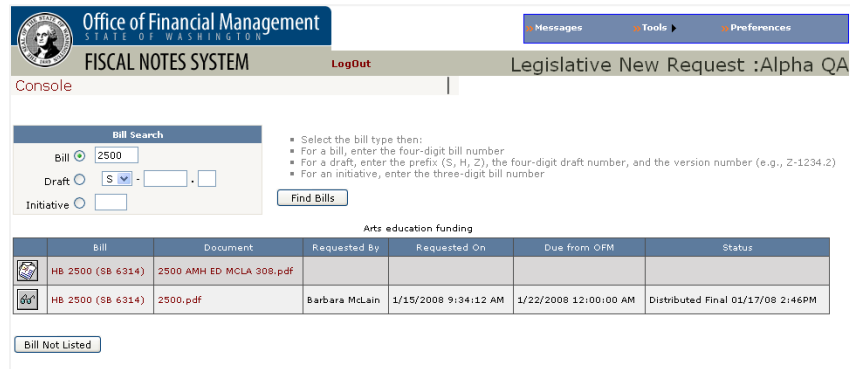 Office of Financial Management
STATE OF WASHINGTON
» Messages » Tools » Preferences
FISCAL NOTES SYSTEM LogOut Legislative New Request :Alpha QA
Console
Bill Search
Bill 2500
Draft S - .
Initiative
Select the bill type then:
For a bill, enter the four-digit bill number
For a draft, enter the prefix (S, H, Z), the four-digit draft number, and the version number (e.g., Z-1234.2)
For an initiative, enter the three-digit bill number
Find Bills
Arts education funding
Bill Document Requested By Requested On Due from OFM Status
HB 2500 (SB 6314) 2500 AMH ED MCLA 308.pdf
HB 2500 (SB 6314) 2500.pdf Barbara McLain 1/15/2008 9:34:12 AM 1/22/2008 12:00:00 AM Distributed Final 01/17/08 2:46PM
Bill Not Listed